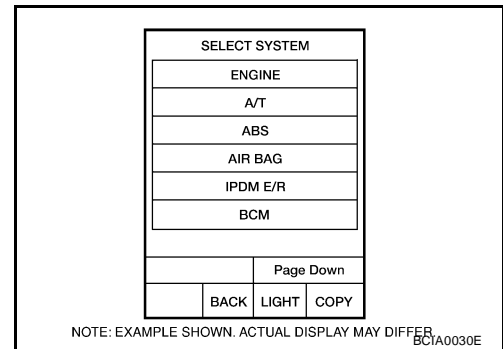 SELECT SYSTEM
ENGINE
A/T
ABS
AIR BAG
IPDM E/R
BCM
Page Down
BACK LIGHT COPY
NOTE: EXAMPLE SHOWN. ACTUAL DISPLAY MAY DIFFER.
BCIA0030E